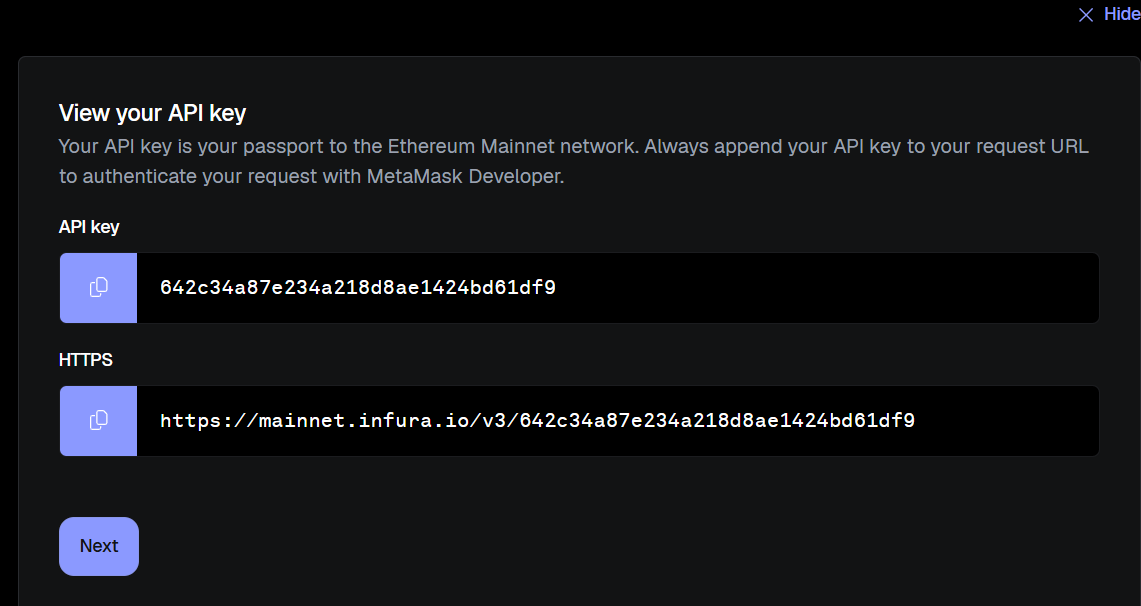 Hide
View your API key
Your API key is your passport to the Ethereum Mainnet network. Always append your API key to your request URL
to authenticate your request with MetaMask Developer.
API key
642c34a87e234a218d8ae1424bd61df9
HTTPS
https://mainnet.infura.io/v3/642c34a87e234a218d8ae1424bd61df9
Next